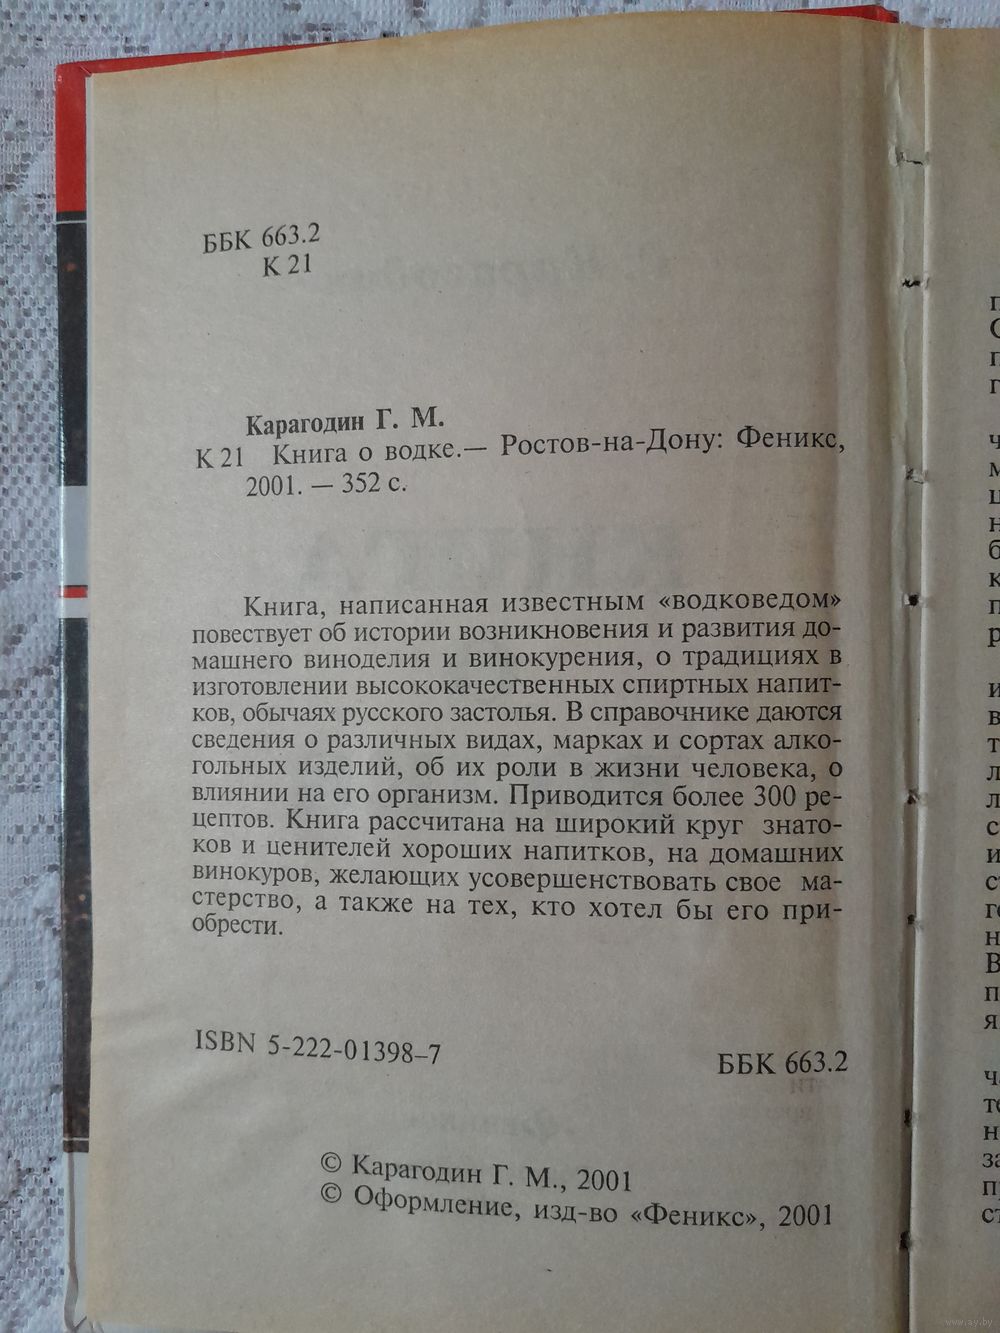 ББК 663.2
К 21
Карагодин Г. М.
К 21 Книга о водке.— Ростов-на-Дону: Феникс,
2001. — 352 с.
Книга, написанная известным «водковедом»
повествует об истории возникновения и развития до-
машнего виноделия и винокурения, о традициях в
изготовлении высококачественных спиртных напит-
ков, обычаях русского застолья. В справочнике даются
сведения о различных видах, марках и сортах алко-
гольных изделий, об их роли в жизни человека, о
влиянии на его организм. Приводится более 300 ре-
цептов. Книга рассчитана на широкий круг знато-
ков и ценителей хороших напитков, на домашних
винокуров, желающих усовершенствовать свое ма-
стерство, а также на тех, кто хотел бы его при-
обрести.
ISBN 5-222-01398-7
ББК 663.2
© Карагодин Г. М., 2001
© Оформление, изд-во «Феникс», 2001
www.ay.by